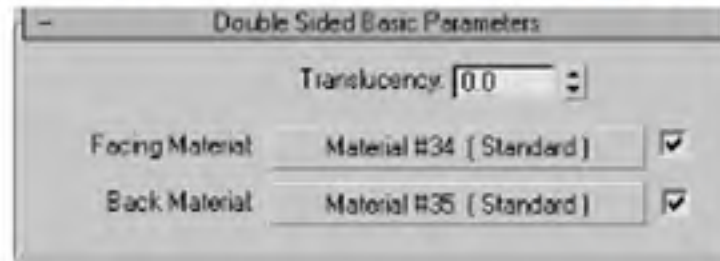 - Double Sided Basic Parameters
Translucency: 0.0
Facing Material: Material #34 ( Standard )
Back Material: Material #35 ( Standard )